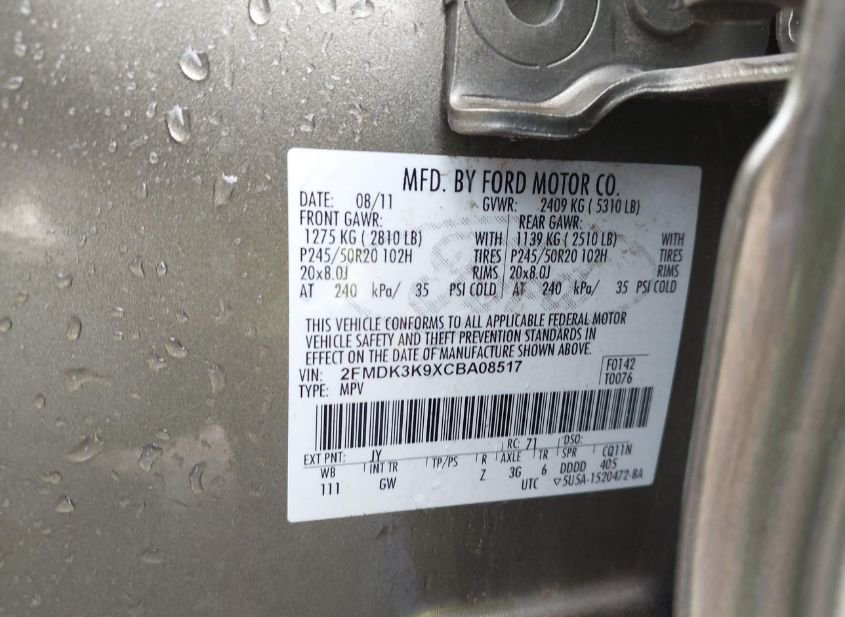 MFD. BY FORD MOTOR CO.
DATE: 08/11 GVWR: 2409 KG ( 5310 LB)
FRONT GAWR: REAR GAWR:
1275 KG ( 2810 LB) WITH 1139 KG ( 2510 LB) WITH
P245/50R20 102H TIRES P245/50R20 102H TIRES
20x8.0J RIMS 20x8.0J RIMS
AT 240 kPa/ 35 PSI COLD AT 240 kPa/ 35 PSI COLD
THIS VEHICLE CONFORMS TO ALL APPLICABLE FEDERAL MOTOR
VEHICLE SAFETY AND THEFT PREVENTION STANDARDS IN
EFFECT ON THE DATE OF MANUFACTURE SHOWN ABOVE.
VIN: 2FMDK3K9XCBA08517 F0142
TYPE: MPV T0076
EXT PNT: JY RC: 71 DSO:
WB INT TR TP/PS R AXLE TR SPR CQ11N
111 GW Z 3G 6 DDDD 405
UTC ▽5U5A-1520472-BA